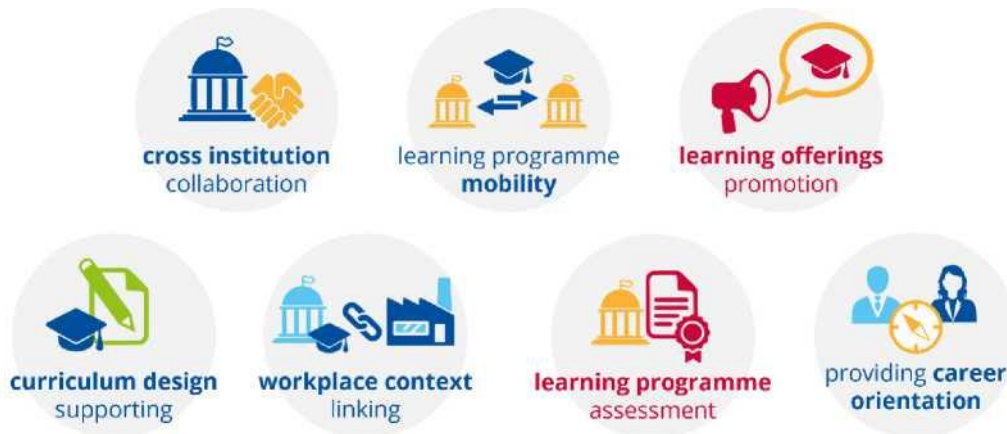 cross institution
collaboration
learning programme
mobility
learning offerings
promotion
curriculum design
supporting
workplace context
linking
learning programme
assessment
providing career
orientation